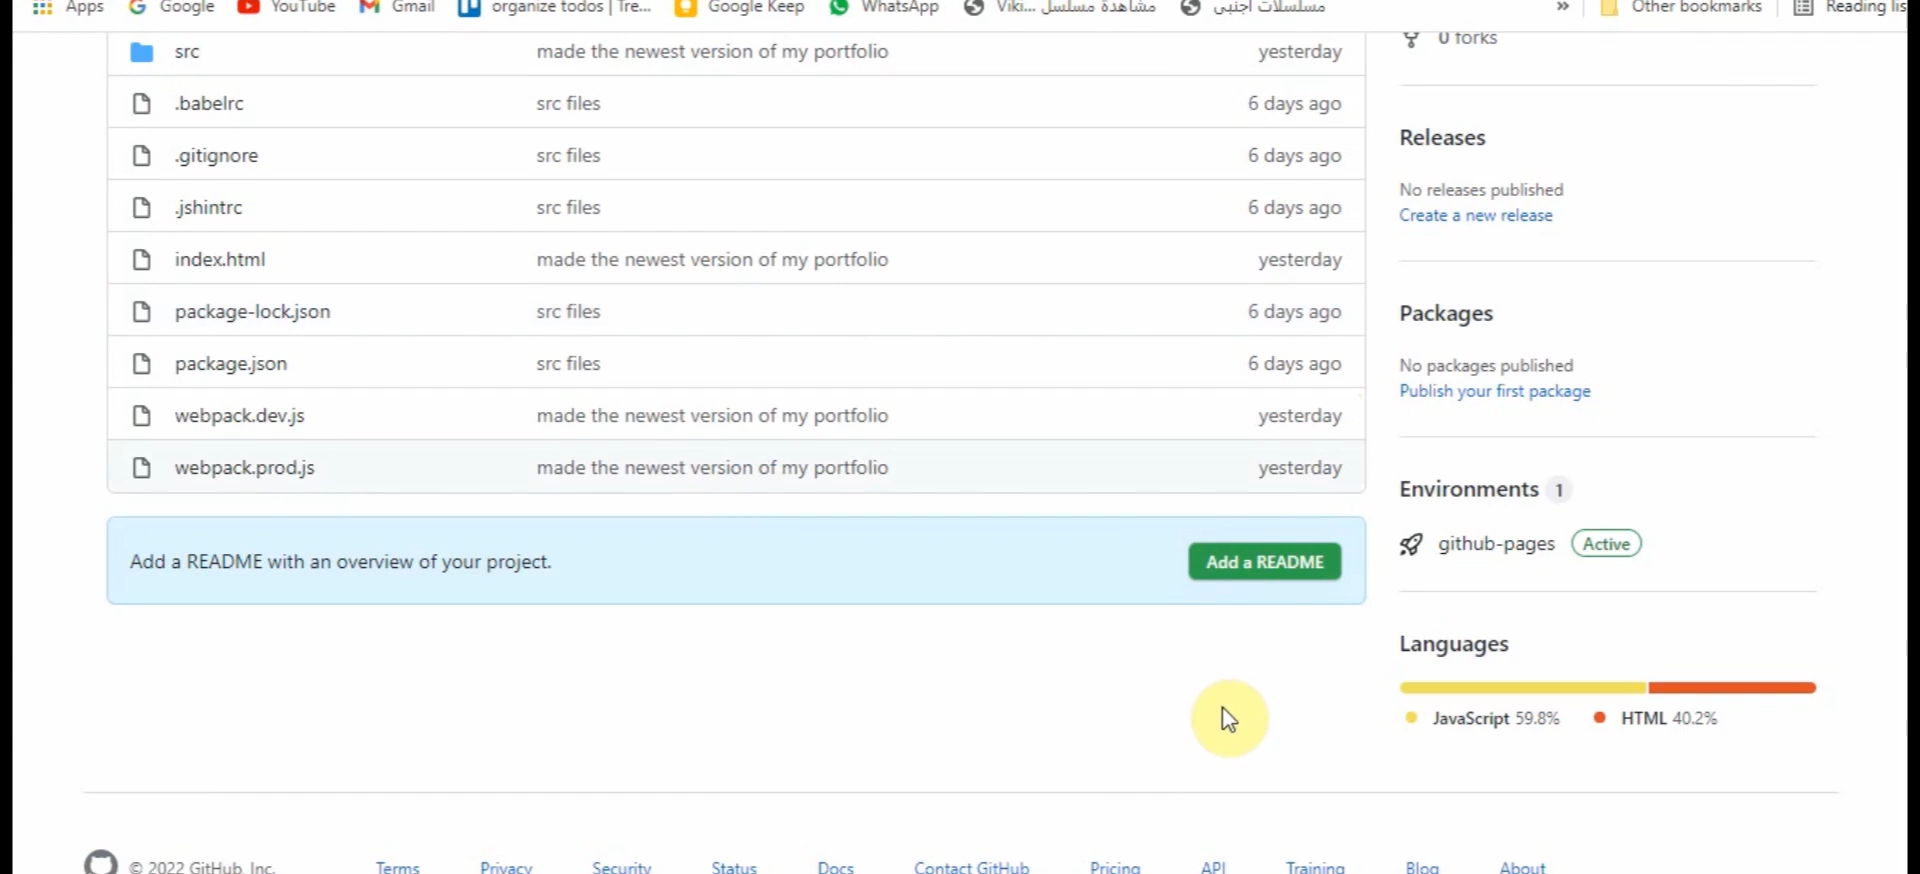 Apps Google YouTube Gmail organize todos | Tre... Google Keep WhatsApp Viki... مشاهدة مسلسل مسلسلات اجنبي » Other bookmarks Reading lis
src made the newest version of my portfolio yesterday
.babelrc src files 6 days ago
.gitignore src files 6 days ago
.jshintrc src files 6 days ago
index.html made the newest version of my portfolio yesterday
package-lock.json src files 6 days ago
package.json src files 6 days ago
webpack.dev.js made the newest version of my portfolio yesterday
webpack.prod.js made the newest version of my portfolio yesterday
Add a README with an overview of your project. Add a README
0 forks
Releases
No releases published
Create a new release
Packages
No packages published
Publish your first package
Environments 1
github-pages Active
Languages
JavaScript 59.8% HTML 40.2%
© 2022 GitHub, Inc. Terms Privacy Security Status Docs Contact GitHub Pricing API Training Blog About